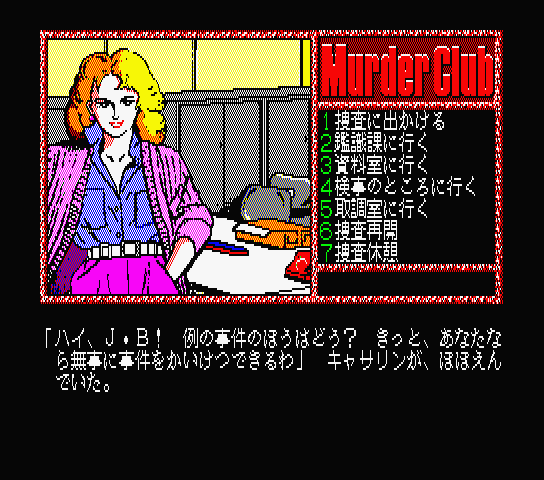 Murder Club
1 捜査に出かける
2 鑑識課に行く
3 資料室に行く
4 検事のところに行く
5 取調室に行く
6 捜査再開
7 捜査休憩
「ハイ、J・B！ 例の事件のほうはどう？ きっと、あなたな
ら無事に事件をかいけつできるわ」 キャサリンが、ほほえん
でいた。